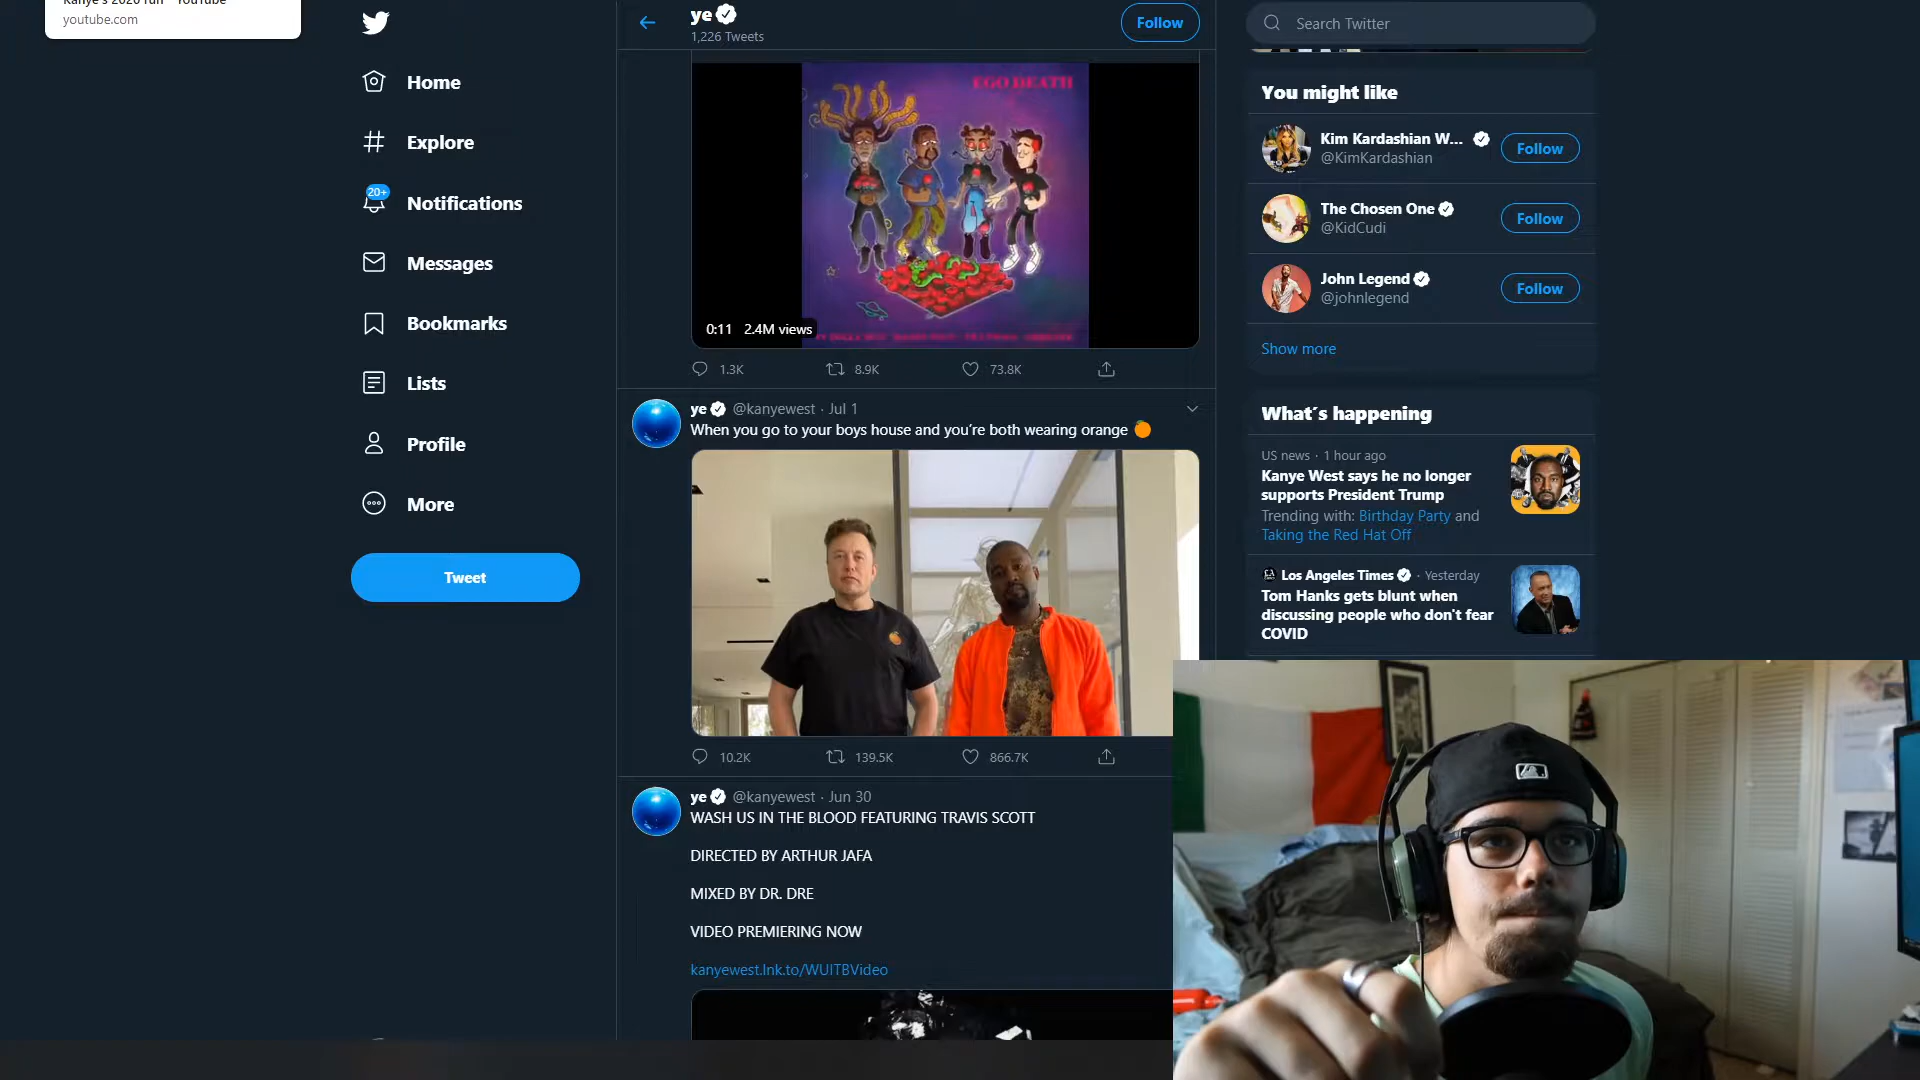 Kanye's 2020 run - YouTube
youtube.com
Home
Explore
20+
Notifications
Messages
Bookmarks
Lists
Profile
More
Tweet
ye
1,226 Tweets
Follow
EGO DEATH
0:11 2.4M views
1.3K 8.9K 73.8K
ye @kanyewest · Jul 1
When you go to your boys house and you’re both wearing orange 🍊
10.2K 139.5K 866.7K
ye @kanyewest · Jun 30
WASH US IN THE BLOOD FEATURING TRAVIS SCOTT
DIRECTED BY ARTHUR JAFA
MIXED BY DR. DRE
VIDEO PREMIERING NOW
kanyewest.lnk.to/WUITBVideo
Search Twitter
You might like
Kim Kardashian W...
@KimKardashian
Follow
The Chosen One
@KidCudi
Follow
John Legend
@johnlegend
Follow
Show more
What’s happening
US news · 1 hour ago
Kanye West says he no longer
supports President Trump
Trending with: Birthday Party and
Taking the Red Hat Off
Los Angeles Times · Yesterday
Tom Hanks gets blunt when
discussing people who don't fear
COVID